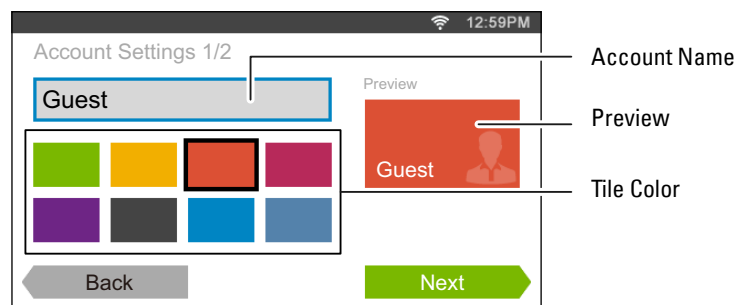 12:59PM
Account Settings 1/2
Account Name
Guest
Preview
Preview
Guest
Tile Color
Back
Next